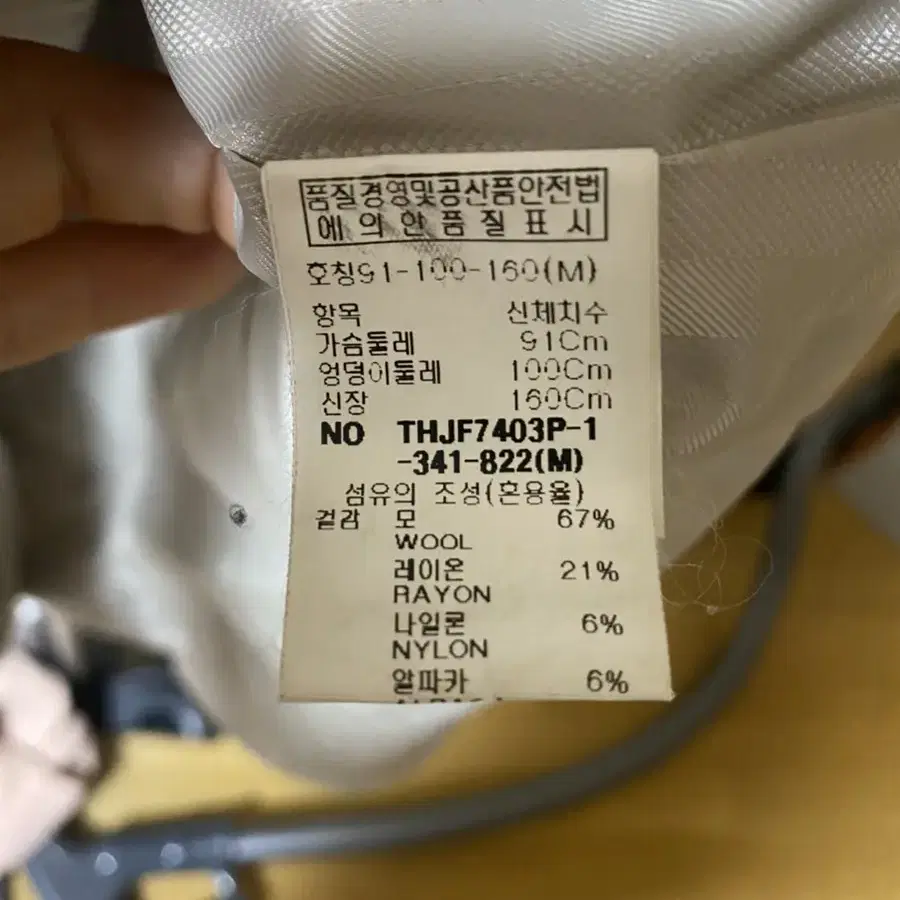 품질경영및공산품안전법
에 의 한 품 질 표 시
호칭91-100-160(M)
항목 신체치수
가슴둘레 91Cm
엉덩이둘레 100Cm
신장 160Cm
NO THJF7403P-1
-341-822(M)
섬유의 조성(혼용율)
겉감 모 67%
WOOL
레이온 21%
RAYON
나일론 6%
NYLON
알파카 6%